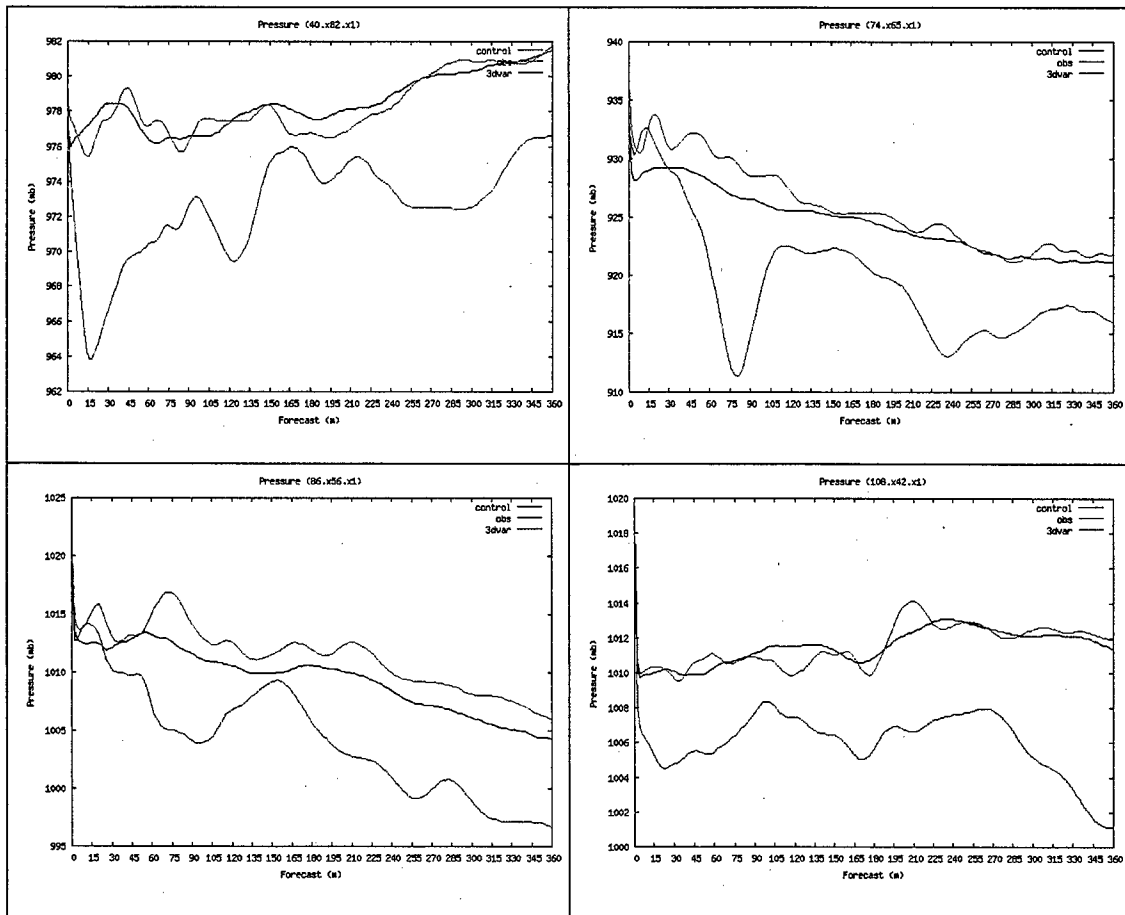 Pressure (40.x82.x1)
982
980
978
976
974
972
970
968
966
964
962
Pressure (mb)
control
obs
3dvar
0 15 30 45 60 75 90 105 120 135 150 165 180 195 210 225 240 255 270 285 300 315 330 345 360
Forecast (m)
Pressure (74.x65.x1)
940
935
930
925
920
915
910
Pressure (mb)
control
obs
3dvar
0 15 30 45 60 75 90 105 120 135 150 165 180 195 210 225 240 255 270 285 300 315 330 345 360
Forecast (m)
Pressure (86.x56.x1)
1025
1020
1015
1010
1005
1000
995
Pressure (mb)
control
obs
3dvar
0 15 30 45 60 75 90 105 120 135 150 165 180 195 210 225 240 255 270 285 300 315 330 345 360
Forecast (m)
Pressure (108.x42.x1)
1020
1018
1016
1014
1012
1010
1008
1006
1004
1002
1000
Pressure (mb)
control
obs
3dvar
0 15 30 45 60 75 90 105 120 135 150 165 180 195 210 225 240 255 270 285 300 315 330 345 360
Forecast (m)